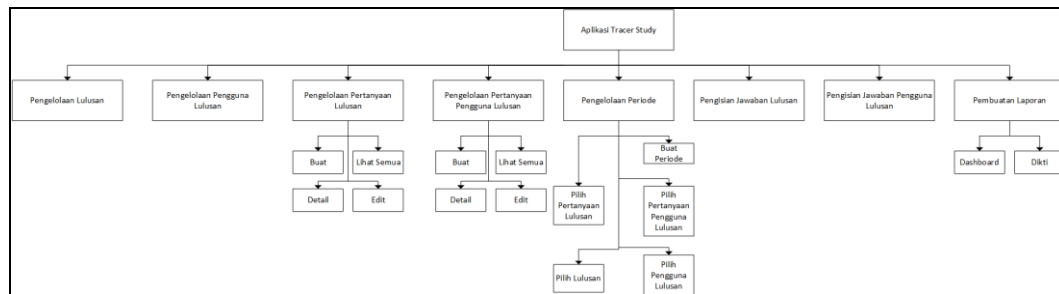 Aplikasi Tracer Study
Pengelolaan Lulusan
Pengelolaan Pengguna
Lulusan
Pengelolaan Pertanyaan
Lulusan
Pengelolaan Pertanyaan
Pengguna Lulusan
Pengelolaan Periode
Pengisian Jawaban Lulusan
Pengisian Jawaban Pengguna
Lulusan
Pembuatan Laporan
Buat
Lihat Semua
Detail
Edit
Buat
Lihat Semua
Detail
Edit
Buat
Periode
Pilih
Pertanyaan
Lulusan
Pilih
Pertanyaan
Pengguna
Lulusan
Pilih Lulusan
Pilih
Pengguna
Lulusan
Dashboard
Dikti